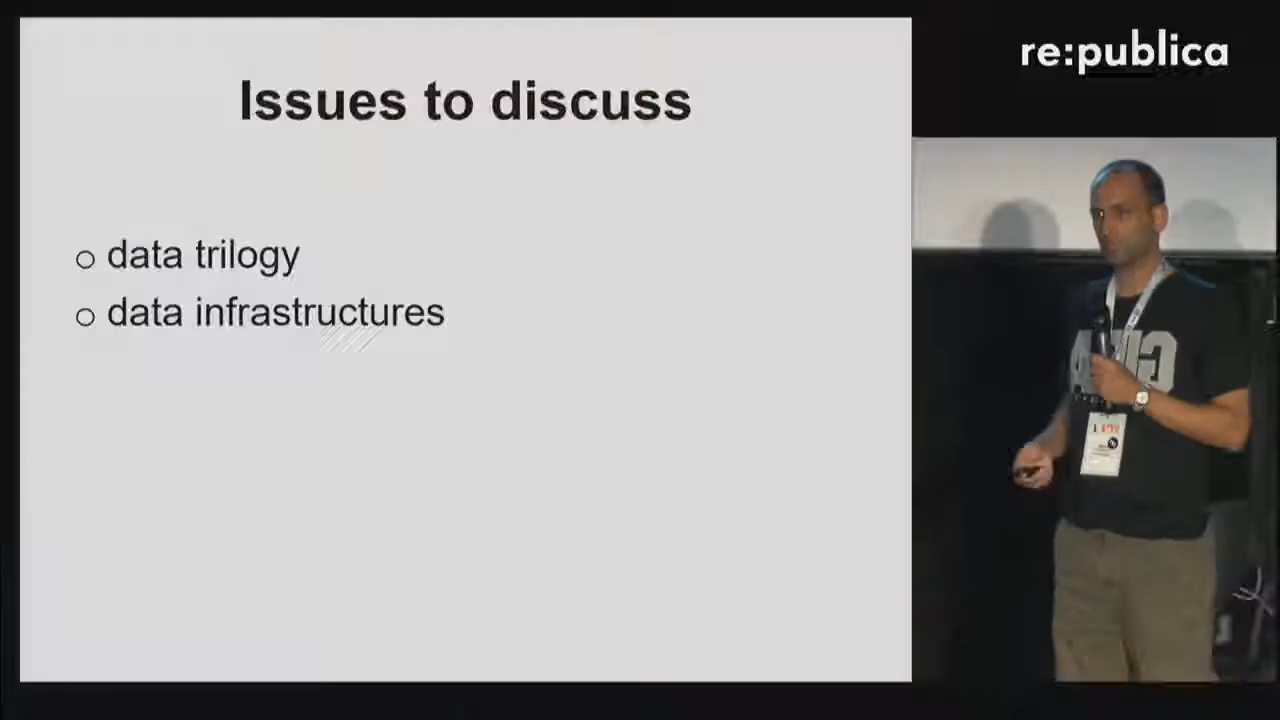 re:publica
Issues to discuss
data trilogy
data infrastructures